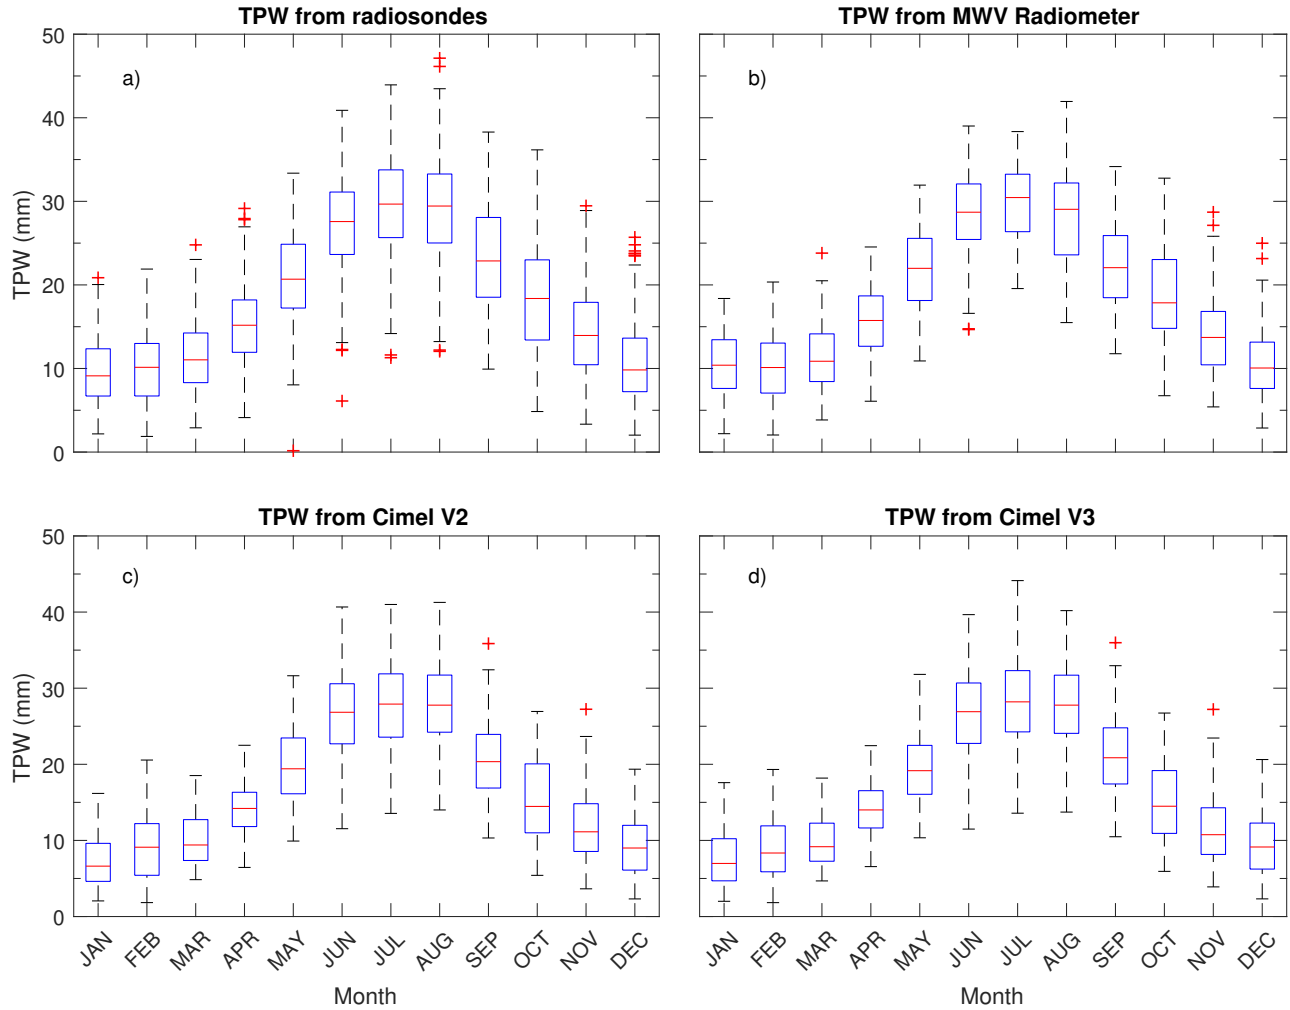 TPW from radiosondes
TPW from MWV Radiometer
50
40
30
20
10
0
TPW (mm)
a)
b)
TPW from Cimel V2
TPW from Cimel V3
50
40
30
20
10
0
TPW (mm)
c)
d)
JAN FEB MAR APR MAY JUN JUL AUG SEP OCT NOV DEC
JAN FEB MAR APR MAY JUN JUL AUG SEP OCT NOV DEC
Month
Month